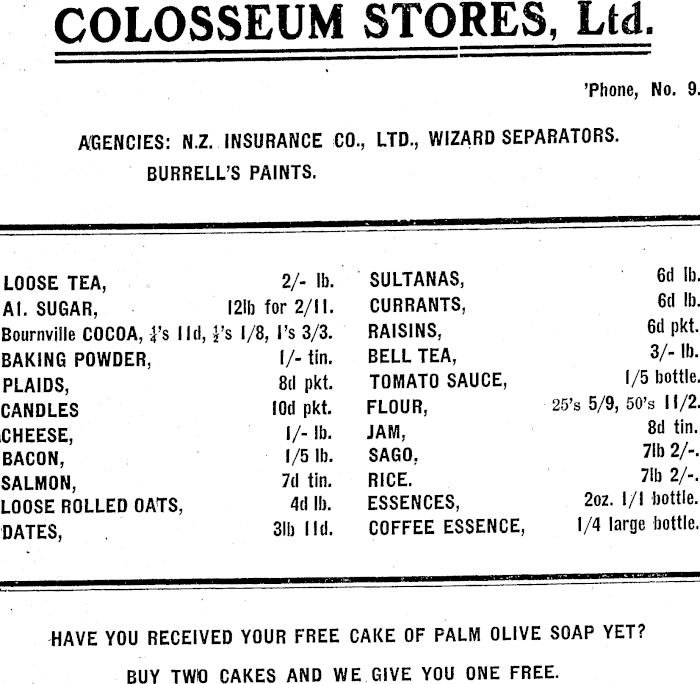 COLOSSEUM STORES, Ltd.
'Phone, No. 9.
AGENCIES: N.Z. INSURANCE CO., LTD., WIZARD SEPARATORS.
BURRELL'S PAINTS.
LOOSE TEA, 2/- lb.
A1. SUGAR, 12lb for 2/11.
Bournville COCOA, ¼'s 11d, ½'s 1/8, 1's 3/3.
BAKING POWDER, 1/- tin.
PLAIDS, 8d pkt.
CANDLES 10d pkt.
CHEESE, 1/- lb.
BACON, 1/5 lb.
SALMON, 7d tin.
LOOSE ROLLED OATS, 4d lb.
DATES, 3lb 11d.
SULTANAS, 6d lb.
CURRANTS, 6d lb.
RAISINS, 6d pkt.
BELL TEA, 3/- lb.
TOMATO SAUCE, 1/5 bottle.
FLOUR, 25's 5/9, 50's 11/2.
JAM, 8d tin.
SAGO, 7lb 2/-.
RICE. 7lb 2/-.
ESSENCES, 2oz. 1/1 bottle.
COFFEE ESSENCE, 1/4 large bottle.
HAVE YOU RECEIVED YOUR FREE CAKE OF PALM OLIVE SOAP YET?
BUY TWO CAKES AND WE GIVE YOU ONE FREE.